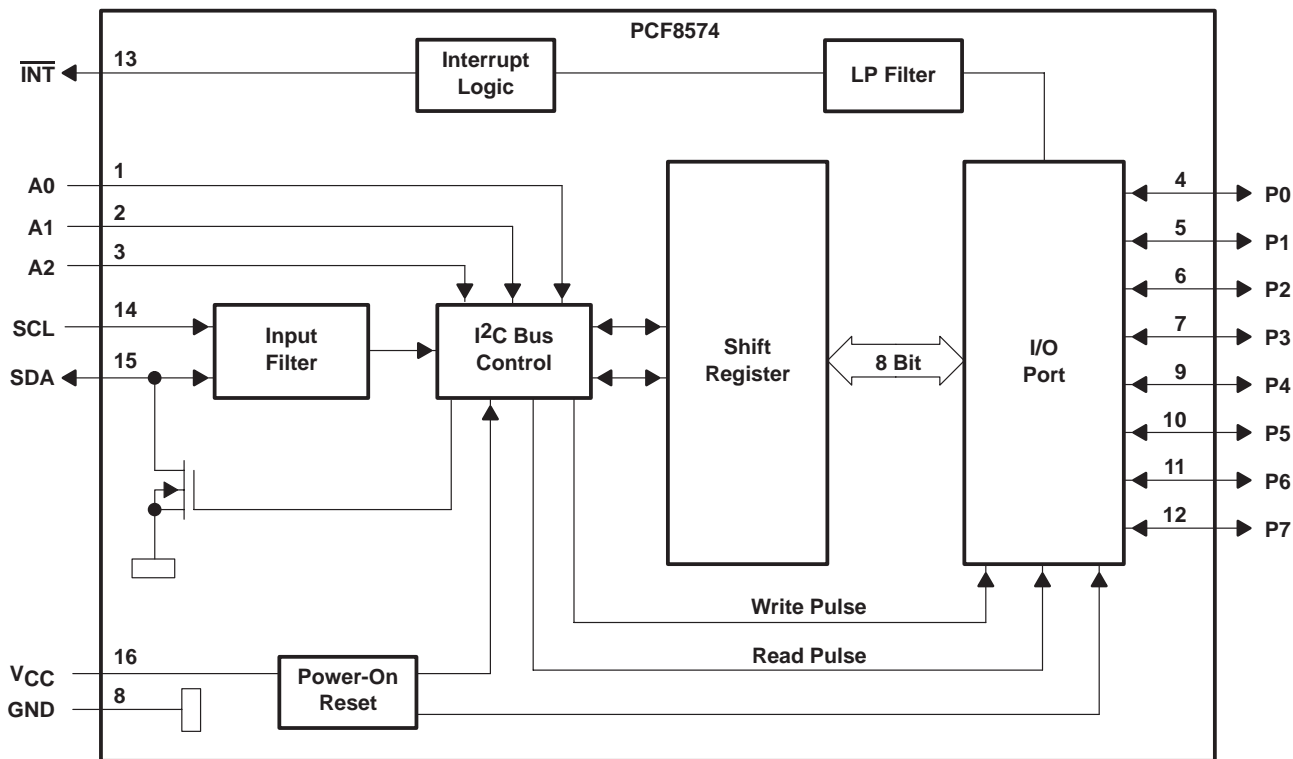 PCF8574
INT
13
Interrupt
Logic
LP Filter
A0
1
A1
2
A2
3
SCL
14
SDA
15
Input
Filter
I2C Bus
Control
Shift
Register
8 Bit
I/O
Port
4
P0
5
P1
6
P2
7
P3
9
P4
10
P5
11
P6
12
P7
Write Pulse
Read Pulse
VCC
16
GND
8
Power-On
Reset